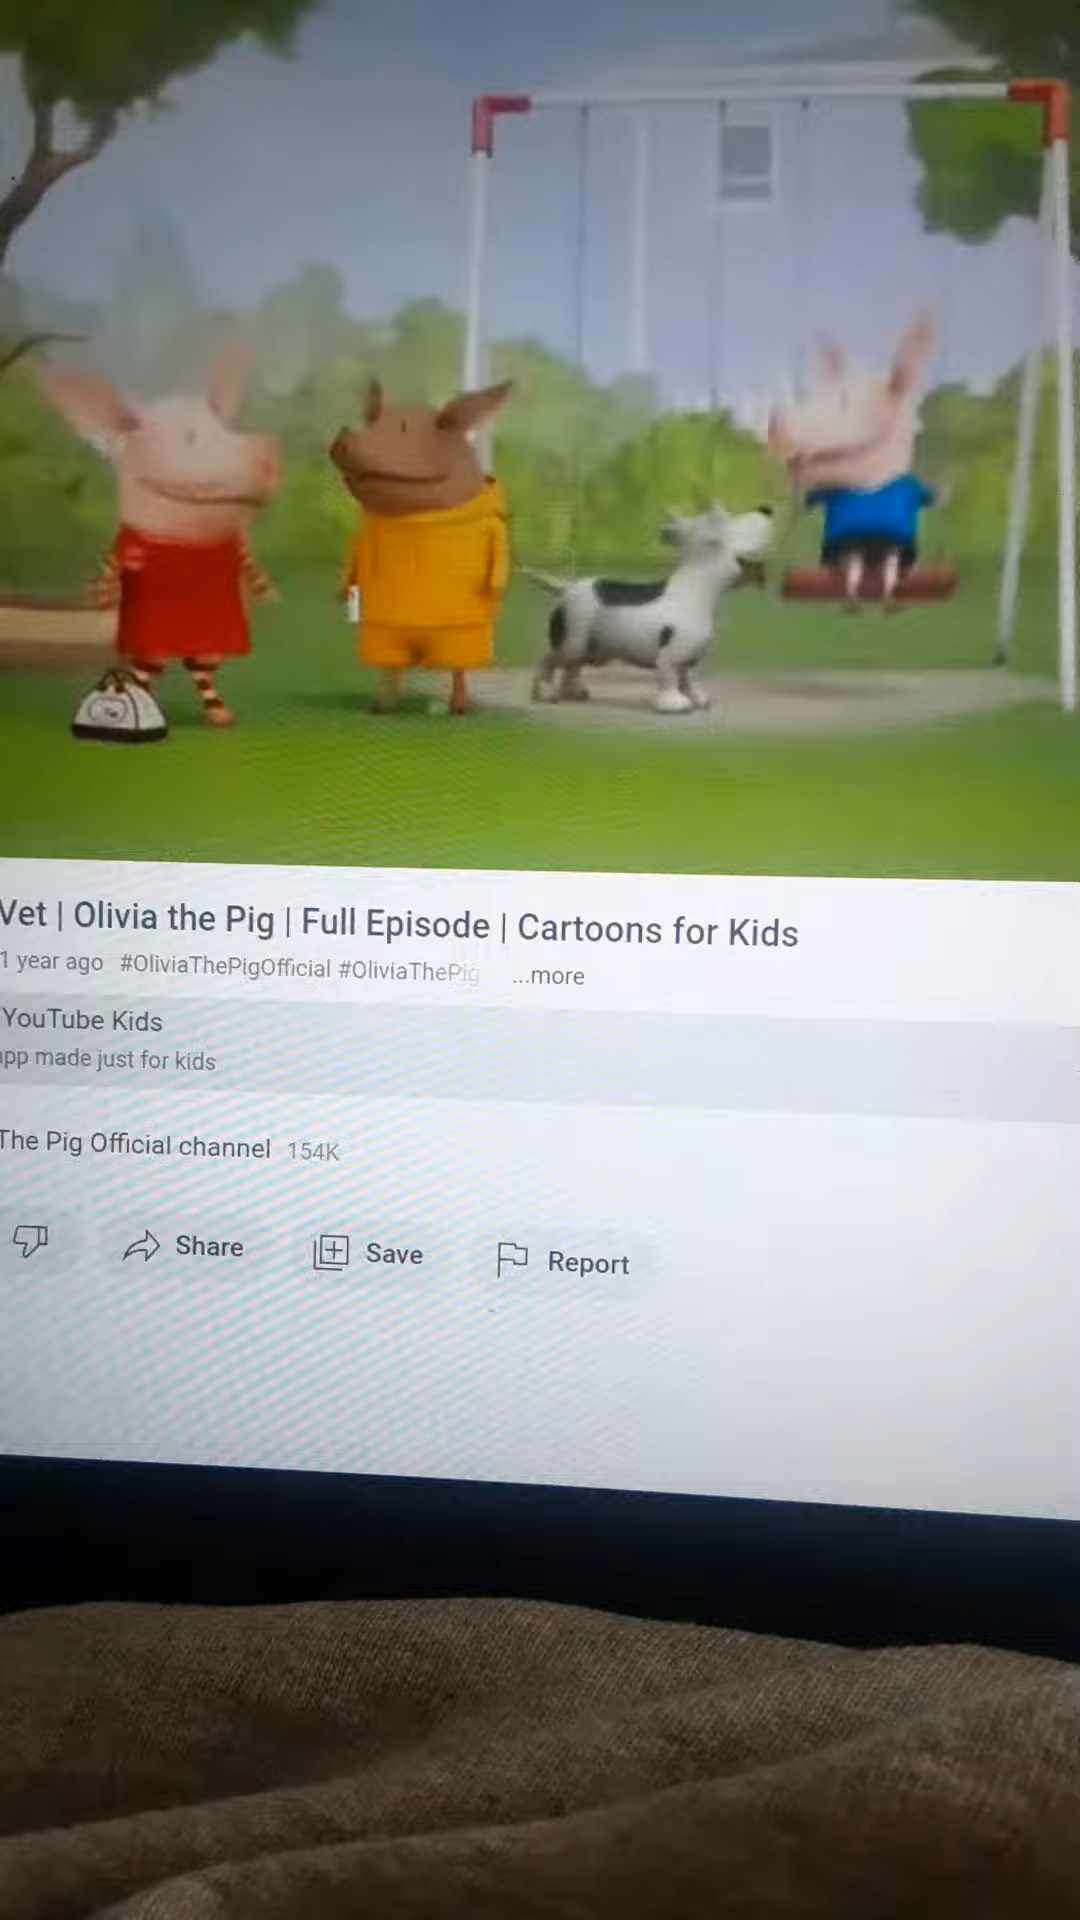 Vet | Olivia the Pig | Full Episode | Cartoons for Kids
1 year ago #OliviaThePigOfficial #OliviaThePig ...more
YouTube Kids
app made just for kids
The Pig Official channel 154K
Share Save Report